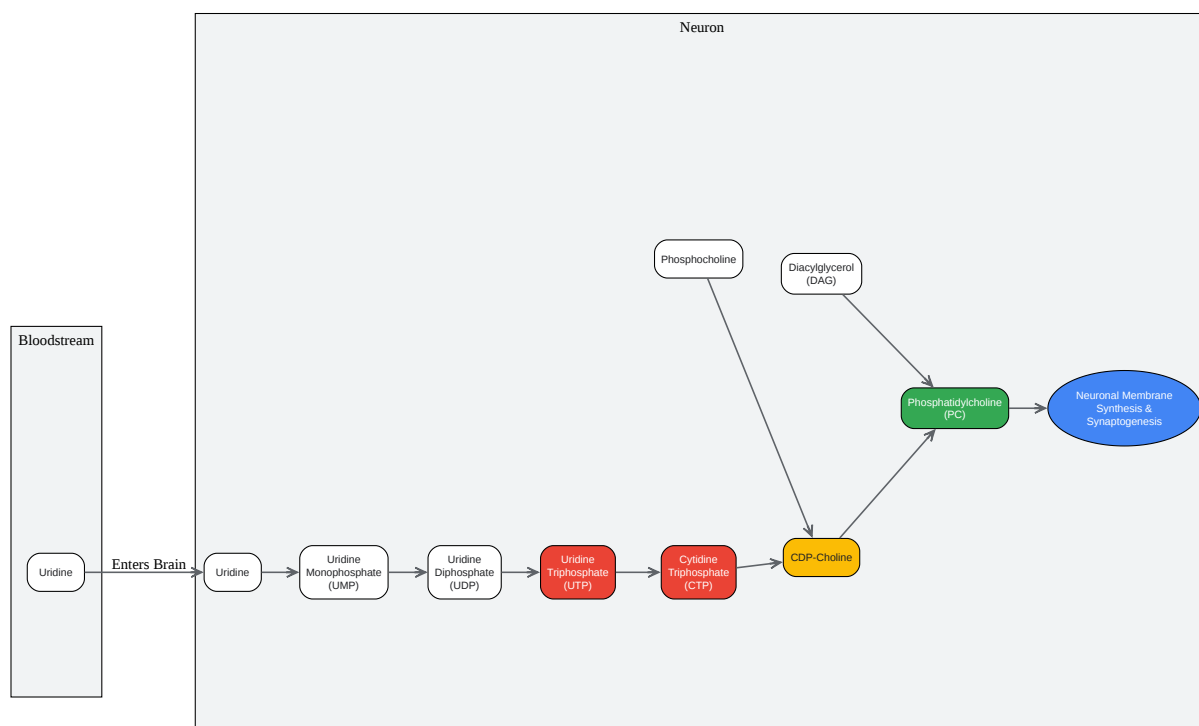 Neuron
Phosphocholine
Diacylglycerol
(DAG)
Bloodstream
Phosphatidylcholine
(PC)
Neuronal Membrane
Synthesis &
Synaptogenesis
Uridine
Enters Brain
Uridine
Uridine
Monophosphate
(UMP)
Uridine
Diphosphate
(UDP)
Uridine
Triphosphate
(UTP)
Cytidine
Triphosphate
(CTP)
CDP-Choline